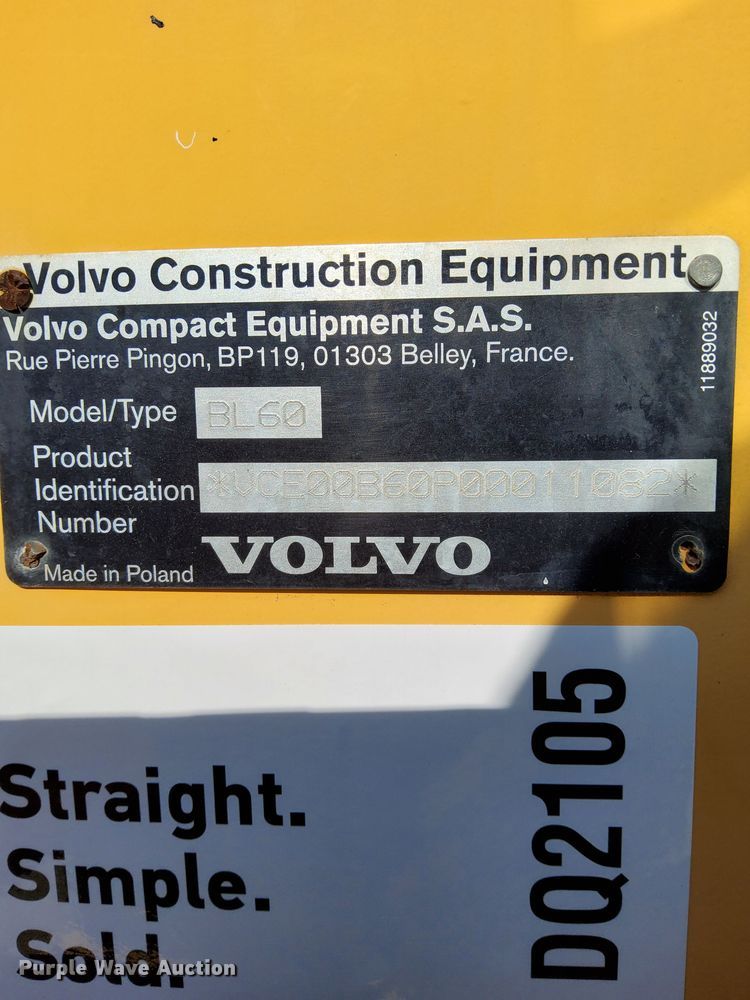 Volvo Construction Equipment
Volvo Compact Equipment S.A.S.
Rue Pierre Pingon, BP119, 01303 Belley, France.
11889032
Model/Type BL60
Product
Identification *VCE00B60P00011082*
Number
VOLVO
Made in Poland
DQ2105
Straight.
Simple.
Sold.
Purple Wave Auction